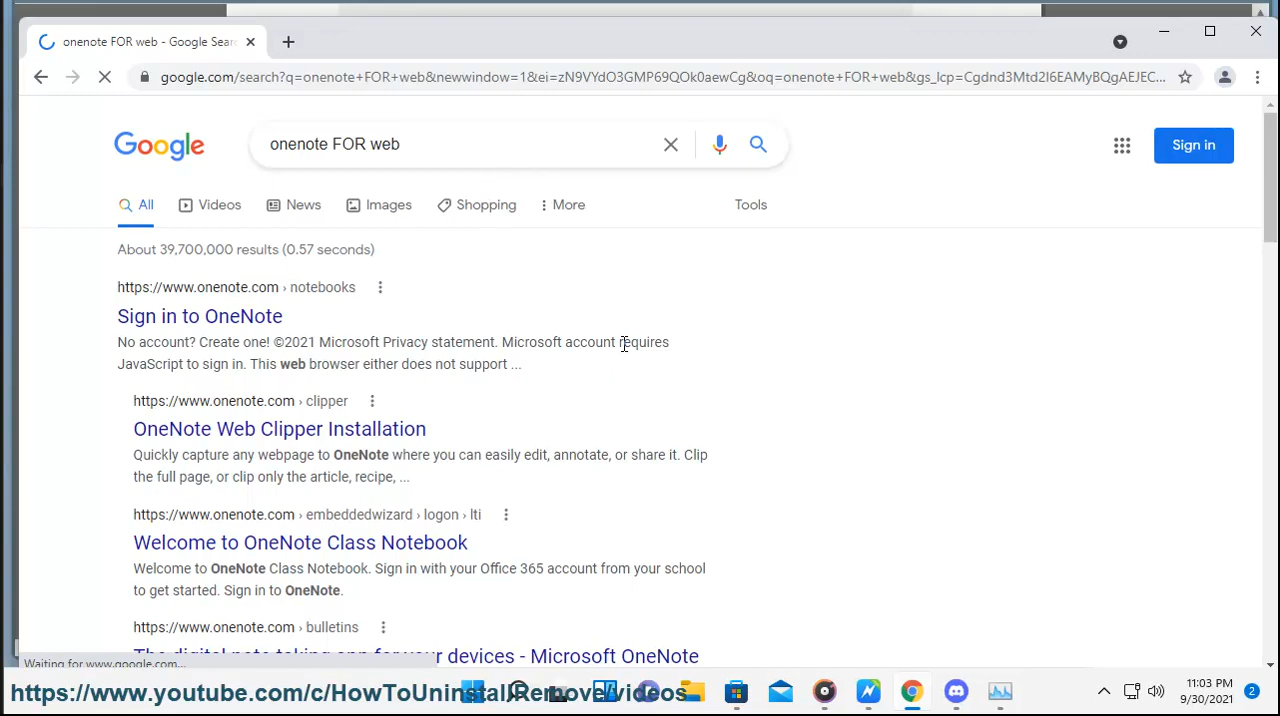 onenote FOR web - Google Sear
google.com/search?q=onenote+FOR+web&newwindow=1&ei=zN9VYdO3GMP69QOk0aewCg&oq=onenote+FOR+web&gs_lcp=Cgdnd3Mtd2l6EAMyBQgAEJEC...
Google
onenote FOR web
Sign in
All
Videos
News
Images
Shopping
More
Tools
About 39,700,000 results (0.57 seconds)
https://www.onenote.com › notebooks
Sign in to OneNote
No account? Create one! ©2021 Microsoft Privacy statement. Microsoft account requires
JavaScript to sign in. This web browser either does not support ...
https://www.onenote.com › clipper
OneNote Web Clipper Installation
Quickly capture any webpage to OneNote where you can easily edit, annotate, or share it. Clip
the full page, or clip only the article, recipe, ...
https://www.onenote.com › embeddedwizard › logon › lti
Welcome to OneNote Class Notebook
Welcome to OneNote Class Notebook. Sign in with your Office 365 account from your school
to get started. Sign in to OneNote.
https://www.onenote.com › bulletins
The digital note-taking app for your devices - Microsoft OneNote
Waiting for www.google.com...
https://www.youtube.com/c/HowToUninstallRemove/videos
11:03 PM
9/30/2021
2